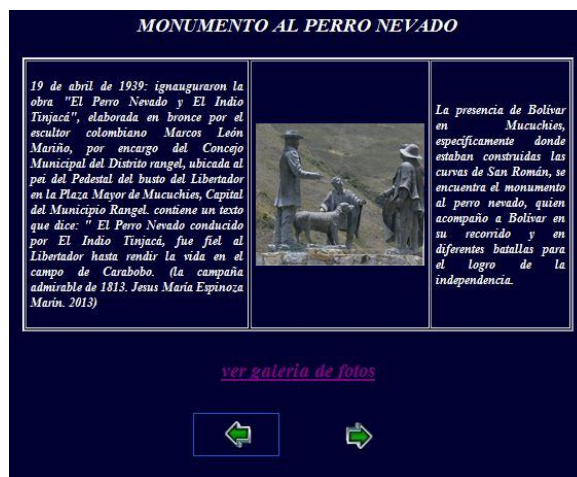 MONUMENTO AL PERRO NEVADO
19 de abril de 1939: ignauguraron la
obra "El Perro Nevado y El Indio
Tinjacá", elaborada en bronce por el
escultor colombiano Marcos León
Mariño, por encargo del Concejo
Municipal del Distrito rangel, ubicada al
pei del Pedestal del busto del Libertador
en la Plaza Mayor de Mucuchies, Capital
del Municipio Rangel. contiene un texto
que dice: " El Perro Nevado conducido
por El Indio Tinjacá, fue fiel al
Libertador hasta rendir la vida en el
campo de Carabobo. (la campaña
admirable de 1813. Jesus María Espinoza
Marín. 2013)
La presencia de Bolívar
en Mucuchies,
específicamente donde
estaban construidas las
curvas de San Román, se
encuentra el monumento
al perro nevado, quien
acompaño a Bolívar en
su recorrido y en
diferentes batallas para
el logro de la
independencia.
ver galeria de fotos